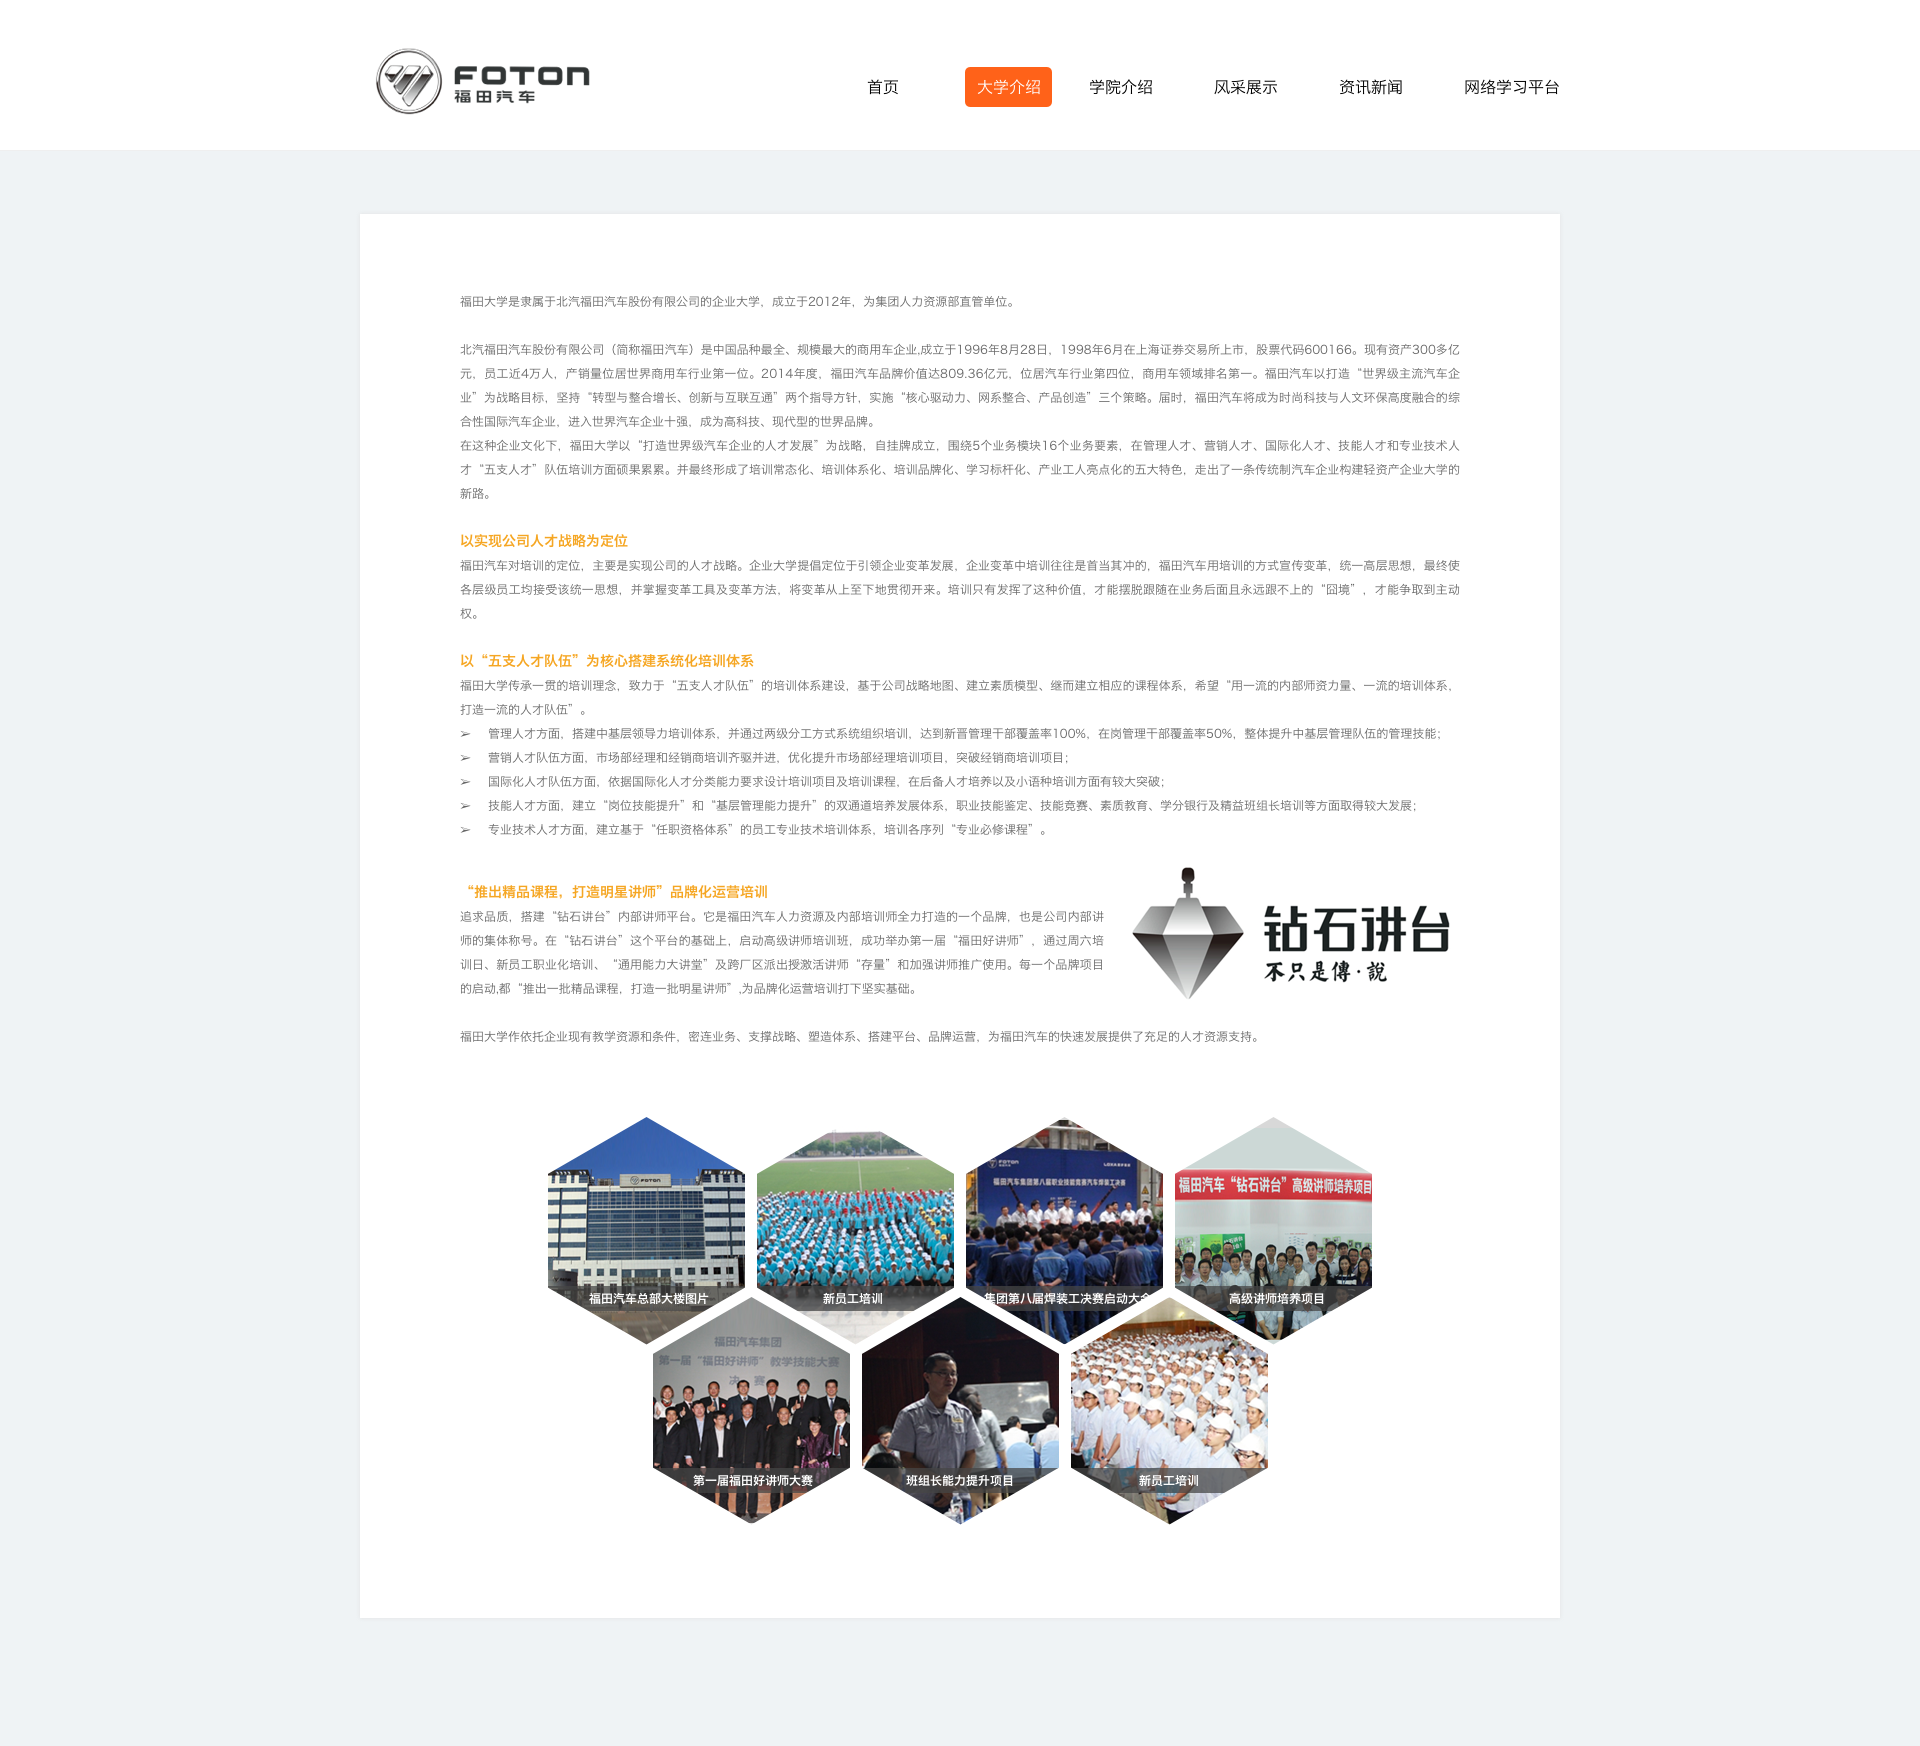 FOTON
福田汽车
首页
大学介绍
学院介绍
风采展示
资讯新闻
网络学习平台
福田大学是隶属于北汽福田汽车股份有限公司的企业大学，成立于2012年，为集团人力资源部直管单位。
北汽福田汽车股份有限公司（简称福田汽车）是中国品种最全、规模最大的商用车企业,成立于1996年8月28日，1998年6月在上海证券交易所上市，股票代码600166。现有资产300多亿
元，员工近4万人，产销量位居世界商用车行业第一位。2014年度，福田汽车品牌价值达809.36亿元，位居汽车行业第四位，商用车领域排名第一。福田汽车以打造“世界级主流汽车企
业”为战略目标，坚持“转型与整合增长、创新与互联互通”两个指导方针，实施“核心驱动力、网系整合、产品创造”三个策略。届时，福田汽车将成为时尚科技与人文环保高度融合的综
合性国际汽车企业，进入世界汽车企业十强，成为高科技、现代型的世界品牌。
在这种企业文化下，福田大学以“打造世界级汽车企业的人才发展”为战略，自挂牌成立，围绕5个业务模块16个业务要素，在管理人才、营销人才、国际化人才、技能人才和专业技术人
才“五支人才”队伍培训方面硕果累累。并最终形成了培训常态化、培训体系化、培训品牌化、学习标杆化、产业工人亮点化的五大特色，走出了一条传统制汽车企业构建轻资产企业大学的
新路。
以实现公司人才战略为定位
福田汽车对培训的定位，主要是实现公司的人才战略。企业大学提倡定位于引领企业变革发展，企业变革中培训往往是首当其冲的，福田汽车用培训的方式宣传变革，统一高层思想，最终使
各层级员工均接受该统一思想，并掌握变革工具及变革方法，将变革从上至下地贯彻开来。培训只有发挥了这种价值，才能摆脱跟随在业务后面且永远跟不上的“囧境”，才能争取到主动
权。
以“五支人才队伍”为核心搭建系统化培训体系
福田大学传承一贯的培训理念，致力于“五支人才队伍”的培训体系建设，基于公司战略地图、建立素质模型、继而建立相应的课程体系，希望“用一流的内部师资力量、一流的培训体系，
打造一流的人才队伍”。
➢ 管理人才方面，搭建中基层领导力培训体系，并通过两级分工方式系统组织培训，达到新晋管理干部覆盖率100%，在岗管理干部覆盖率50%，整体提升中基层管理队伍的管理技能；
➢ 营销人才队伍方面，市场部经理和经销商培训齐驱并进，优化提升市场部经理培训项目，突破经销商培训项目；
➢ 国际化人才队伍方面，依据国际化人才分类能力要求设计培训项目及培训课程，在后备人才培养以及小语种培训方面有较大突破；
➢ 技能人才方面，建立“岗位技能提升”和“基层管理能力提升”的双通道培养发展体系，职业技能鉴定、技能竞赛、素质教育、学分银行及精益班组长培训等方面取得较大发展；
➢ 专业技术人才方面，建立基于“任职资格体系”的员工专业技术培训体系，培训各序列“专业必修课程”。
“推出精品课程，打造明星讲师”品牌化运营培训
追求品质，搭建“钻石讲台”内部讲师平台。它是福田汽车人力资源及内部培训师全力打造的一个品牌，也是公司内部讲
师的集体称号。在“钻石讲台”这个平台的基础上，启动高级讲师培训班，成功举办第一届“福田好讲师”，通过周六培
训日、新员工职业化培训、“通用能力大讲堂”及跨厂区派出授激活讲师“存量”和加强讲师推广使用。每一个品牌项目
的启动,都“推出一批精品课程，打造一批明星讲师”,为品牌化运营培训打下坚实基础。
钻石讲台
不只是傳·說
福田大学作依托企业现有教学资源和条件，密连业务、支撑战略、塑造体系、搭建平台、品牌运营，为福田汽车的快速发展提供了充足的人才资源支持。
FOTON
福田汽车总部大楼图片
新员工培训
福田汽车集团第八届职业技能竞赛汽车焊装工决赛
集团第八届焊装工决赛启动大会
福田汽车“钻石讲台”高级讲师培养项目
高级讲师培养项目
福田汽车集团
第一届“福田好讲师”教学技能大赛
决 赛
第一届福田好讲师大赛
班组长能力提升项目
新员工培训